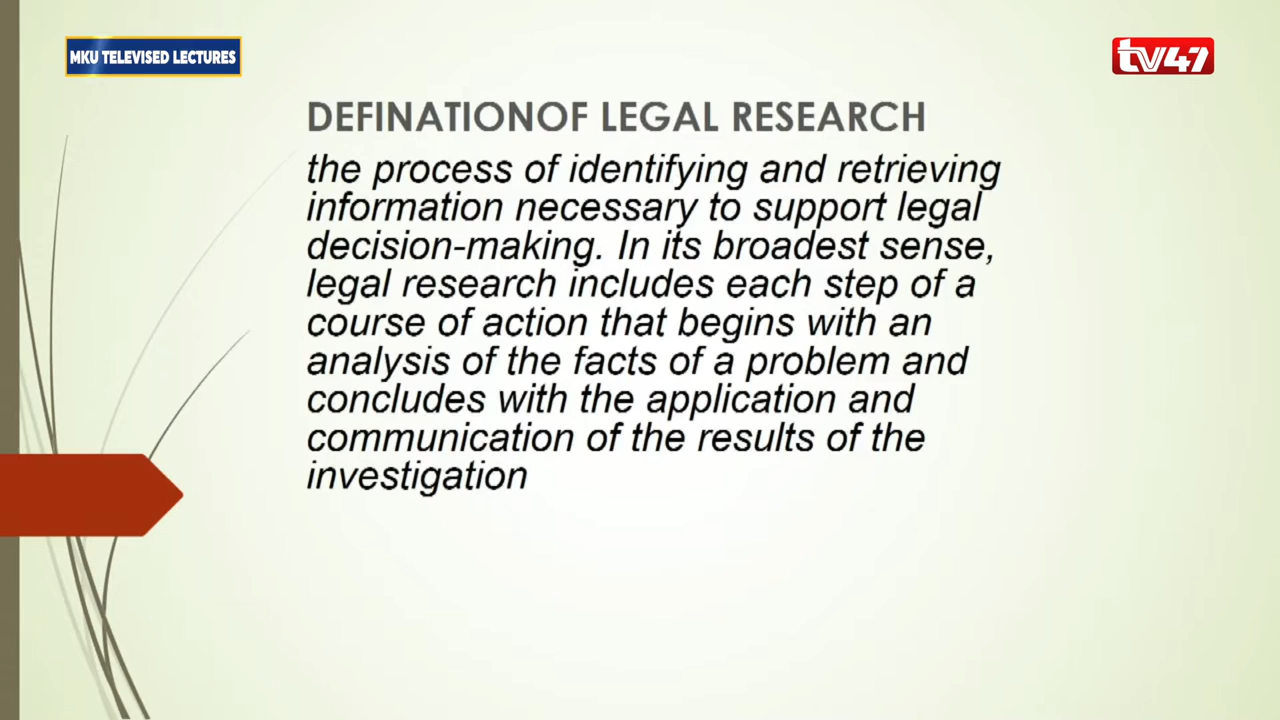 MKU TELEVISED LECTURES
tv47
DEFINATIONOF LEGAL RESEARCH
the process of identifying and retrieving
information necessary to support legal
decision-making. In its broadest sense,
legal research includes each step of a
course of action that begins with an
analysis of the facts of a problem and
concludes with the application and
communication of the results of the
investigation